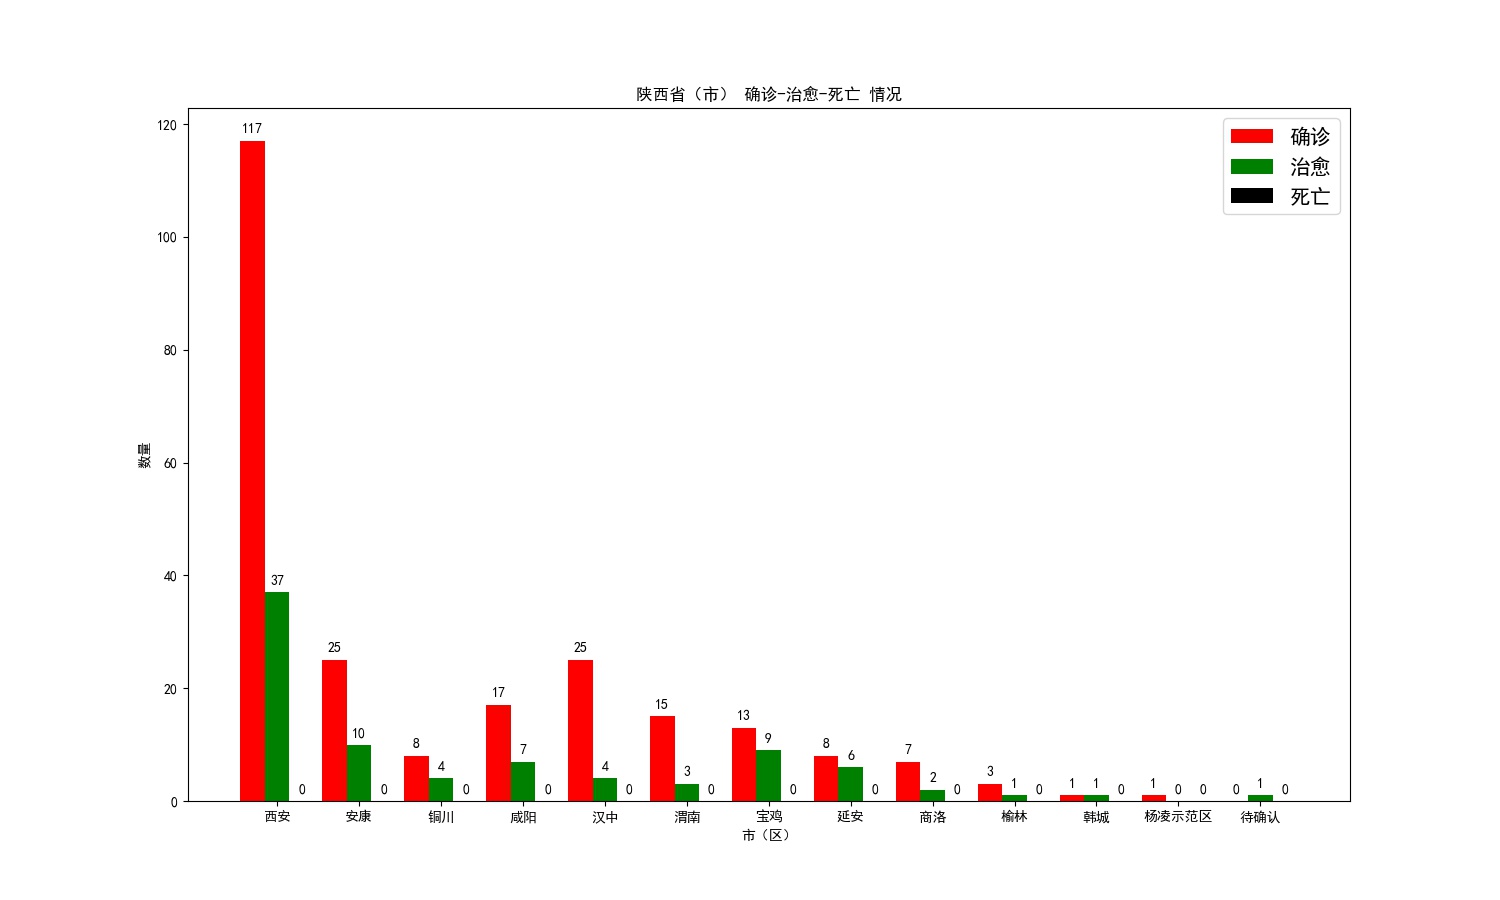 陕西省（市） 确诊-治愈-死亡 情况
确诊
治愈
死亡
数量
120
100
80
60
40
20
0
117 37 0
25 10 0
8 4 0
17 7 0
25 4 0
15 3 0
13 9 0
8 6 0
7 2 0
3 1 0
1 1 0
1 0 0
0 1 0
西安 安康 铜川 咸阳 汉中 渭南 宝鸡 延安 商洛 榆林 韩城 杨凌示范区 待确认
市（区）